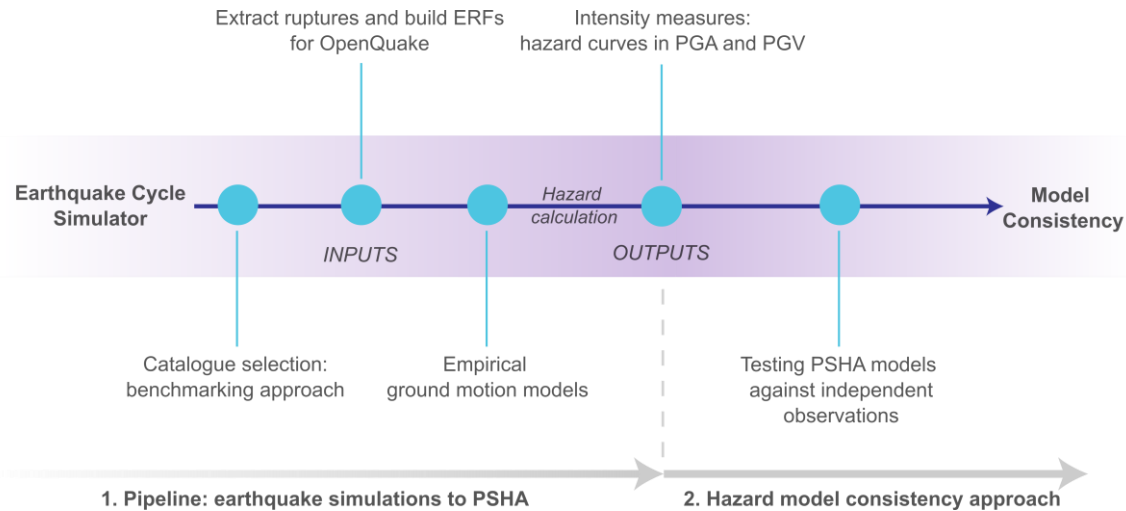 Extract ruptures and build ERFs
for OpenQuake
Intensity measures:
hazard curves in PGA and PGV
Earthquake Cycle
Simulator
Hazard
calculation
Model
Consistency
INPUTS
OUTPUTS
Catalogue selection:
benchmarking approach
Empirical
ground motion models
Testing PSHA models
against independent
observations
1. Pipeline: earthquake simulations to PSHA
2. Hazard model consistency approach